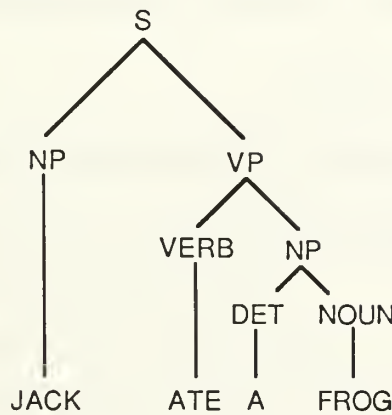 S
NP VP
VERB NP
DET NOUN
JACK ATE A FROG